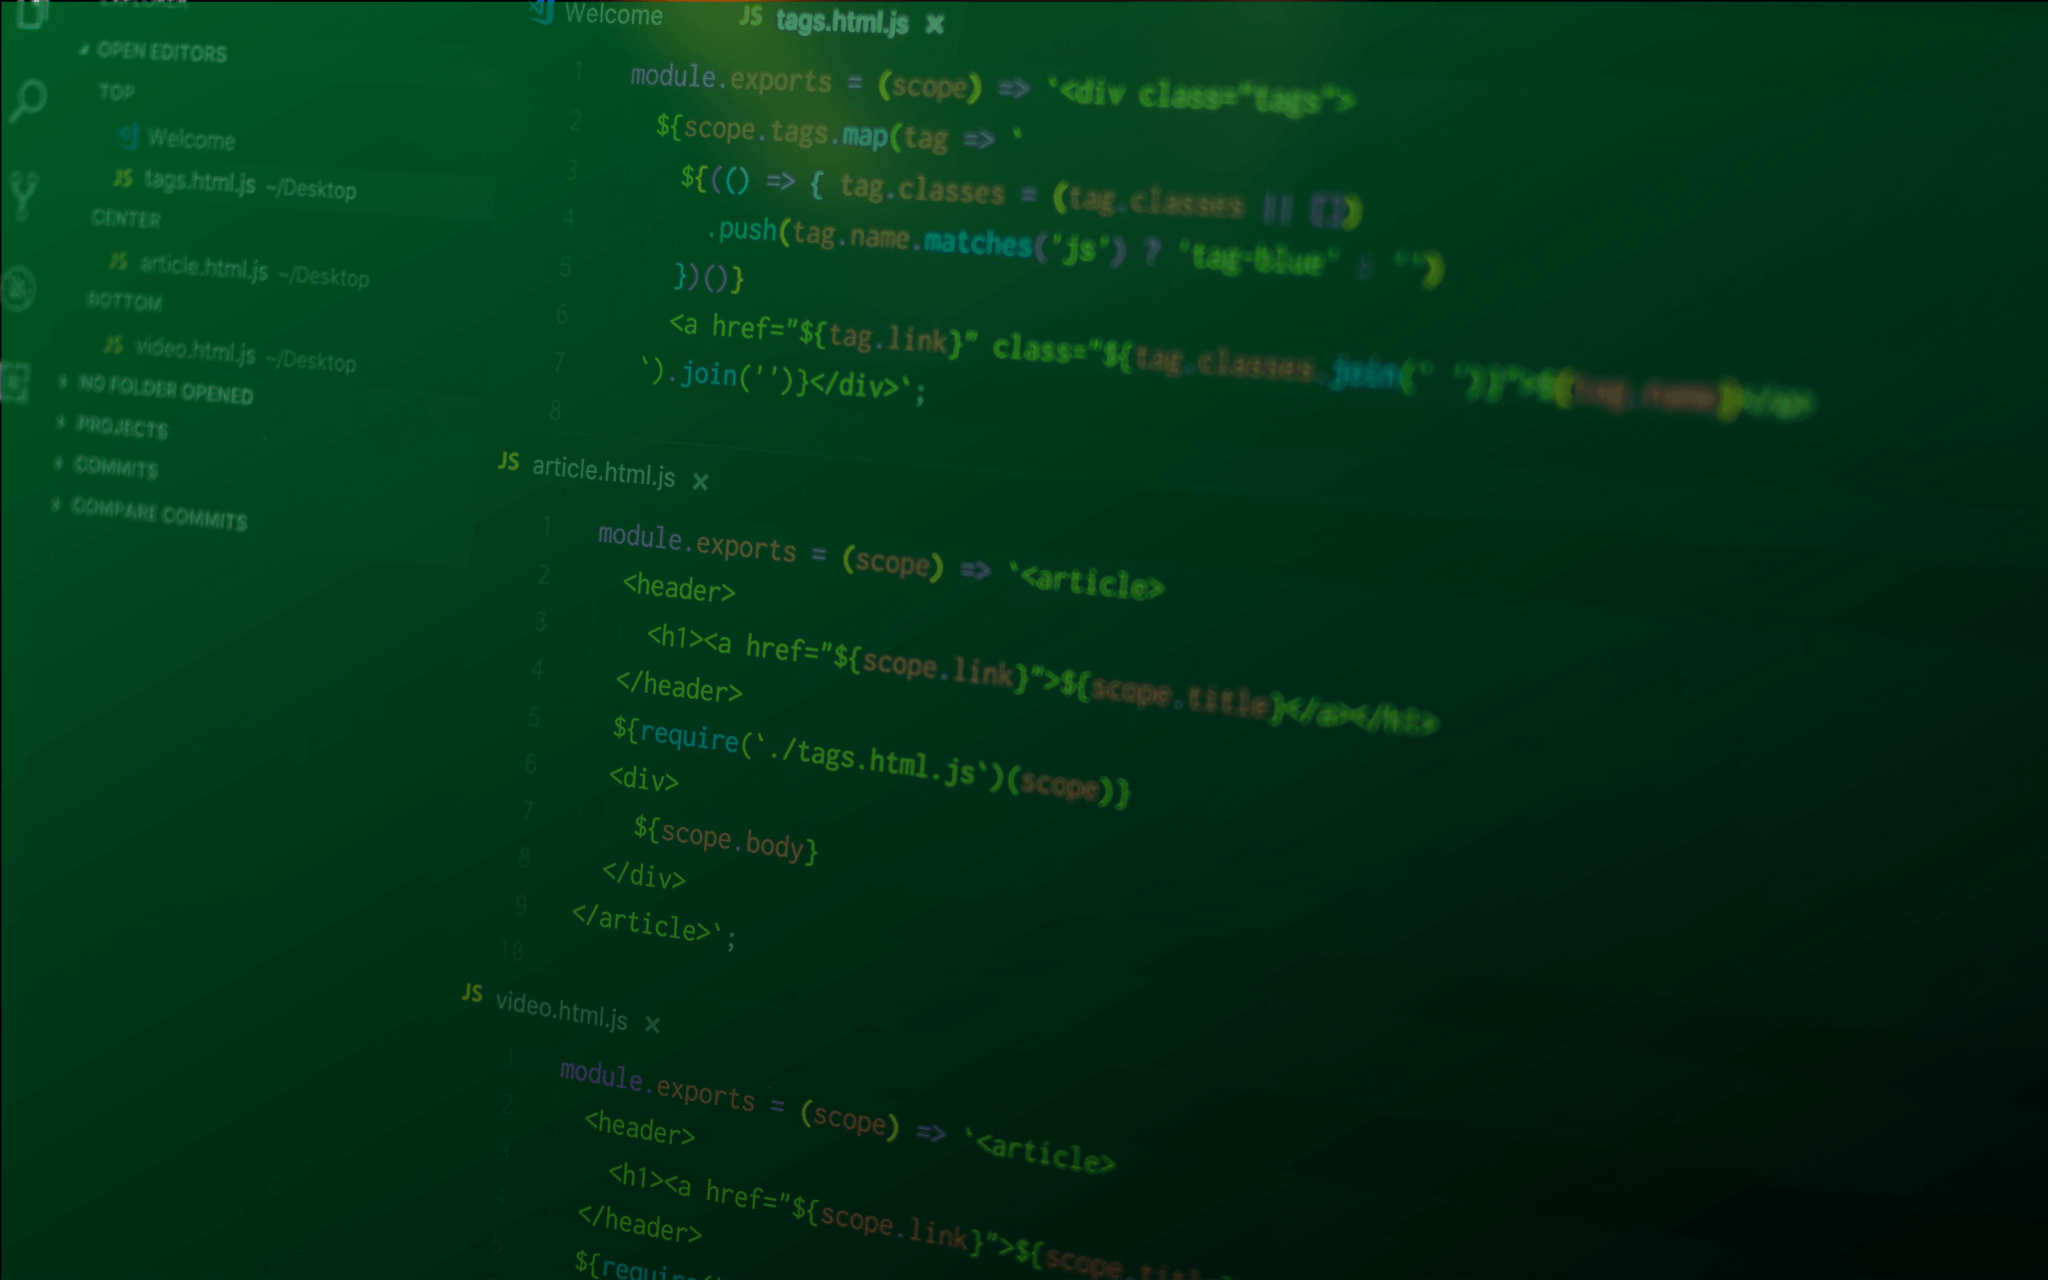 EXPLORER
OPEN EDITORS
TOP
Welcome
JS tags.html.js ~/Desktop
CENTER
JS article.html.js ~/Desktop
BOTTOM
JS video.html.js ~/Desktop
NO FOLDER OPENED
PROJECTS
COMMITS
COMPARE COMMITS
Welcome
JS tags.html.js ×
1 module.exports = (scope) => `<div class="tags">
2 ${scope.tags.map(tag => `
3 ${(() => { tag.classes = (tag.classes || [])
4 .push(tag.name.matches('js') ? 'tag-blue' : '')
5 })()}
6 <a href="${tag.link}" class="${tag.classes.join(' ')}">${tag.name}</a>
7 `).join('')}</div>`;
8
JS article.html.js ×
1 module.exports = (scope) => `<article>
2 <header>
3 <h1><a href="${scope.link}">${scope.title}</a></h1>
4 </header>
5 ${require(`./tags.html.js`)(scope)}
6 <div>
7 ${scope.body}
8 </div>
9 </article>`;
10
JS video.html.js ×
1 module.exports = (scope) => `<article>
2 <header>
3 <h1><a href="${scope.link}">${scope.title
4 </header>
5 ${require(